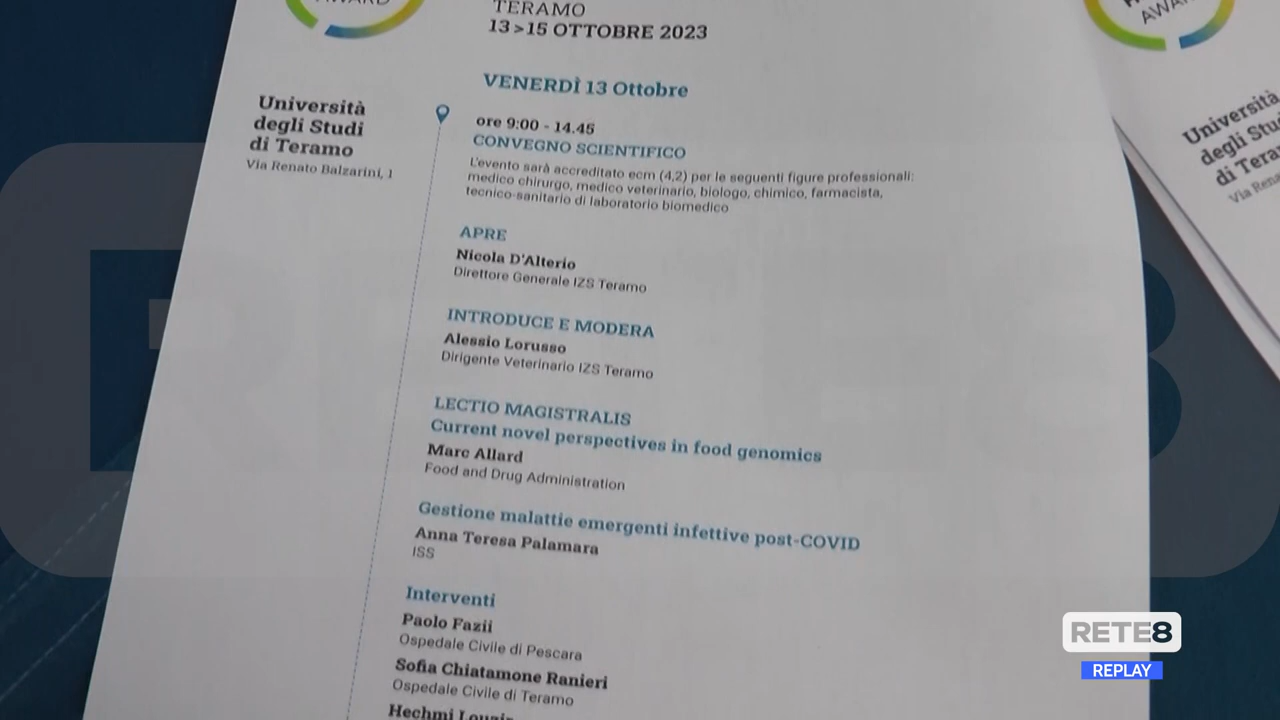 AWARD
TERAMO
13>15 OTTOBRE 2023
VENERDÌ 13 Ottobre
Università
degli Studi
di Teramo
Via Renato Balzarini, 1
ore 9:00 - 14.45
CONVEGNO SCIENTIFICO
L'evento sarà accreditato ecm (4,2) per le seguenti figure professionali:
medico chirurgo, medico veterinario, biologo, chimico, farmacista,
tecnico-sanitario di laboratorio biomedico
APRE
Nicola D'Alterio
Direttore Generale IZS Teramo
INTRODUCE E MODERA
Alessio Lorusso
Dirigente Veterinario IZS Teramo
LECTIO MAGISTRALIS
Current novel perspectives in food genomics
Marc Allard
Food and Drug Administration
Gestione malattie emergenti infettive post-COVID
Anna Teresa Palamara
ISS
Interventi
Paolo Fazii
Ospedale Civile di Pescara
Sofia Chiatamone Ranieri
Ospedale Civile di Teramo
Hechmi
Università
degli
di
Via
RETE8
REPLAY